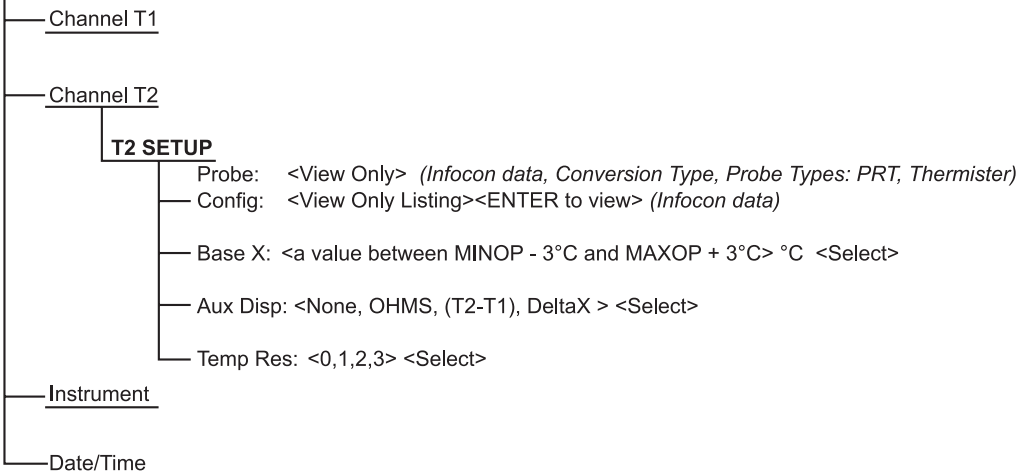 Channel T1
Channel T2
T2 SETUP
Probe: <View Only> (Infocon data, Conversion Type, Probe Types: PRT, Thermister)
Config: <View Only Listing><ENTER to view> (Infocon data)
Base X: <a value between MINOP - 3°C and MAXOP + 3°C> °C <Select>
Aux Disp: <None, OHMS, (T2-T1), DeltaX > <Select>
Temp Res: <0,1,2,3> <Select>
Instrument
Date/Time